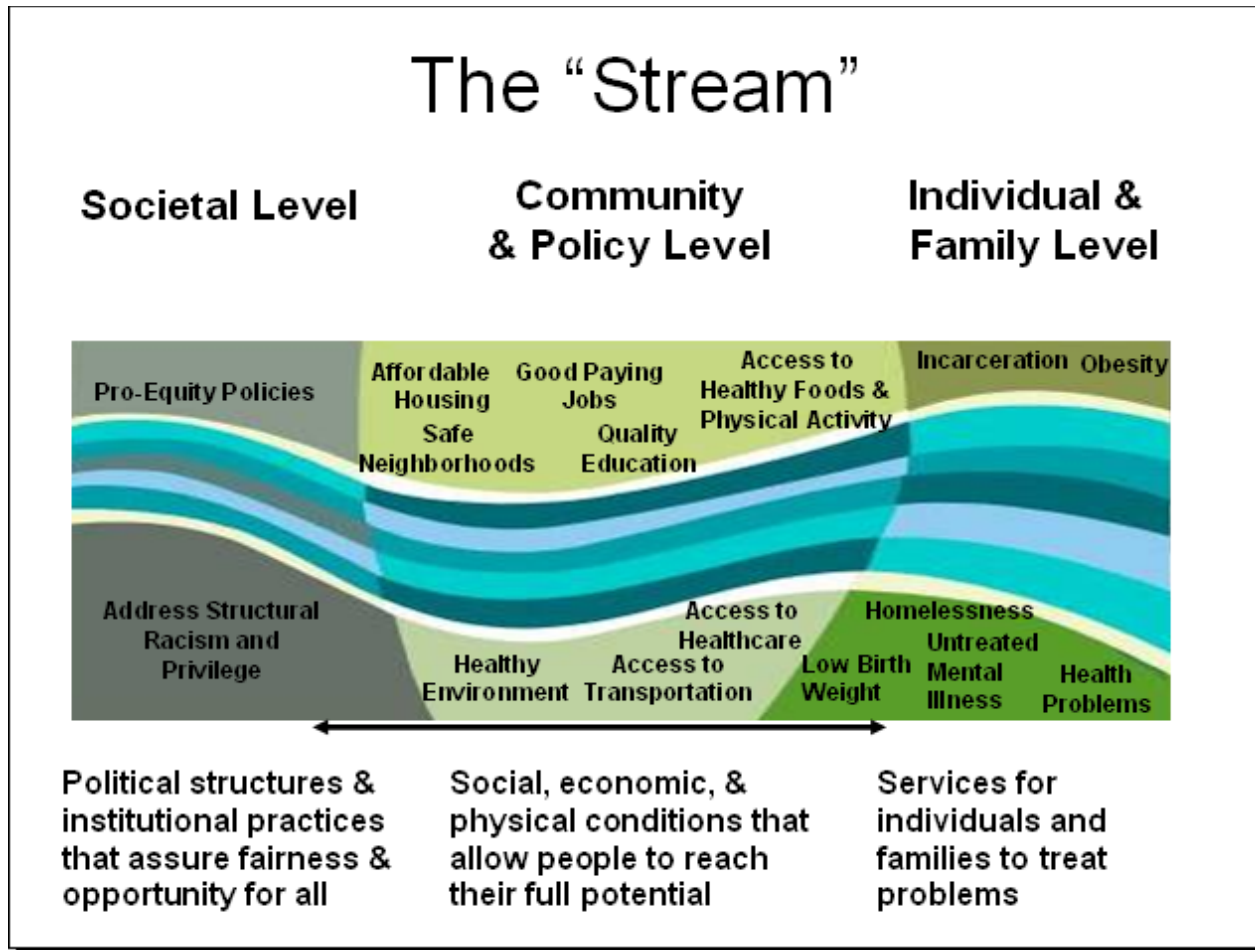 The “Stream”
Societal Level
Community
& Policy Level
Individual &
Family Level
Pro-Equity Policies
Affordable
Housing
Good Paying
Jobs
Safe
Neighborhoods
Quality
Education
Access to
Healthy Foods &
Physical Activity
Incarceration
Obesity
Address Structural
Racism and
Privilege
Healthy
Environment
Access to
Transportation
Access to
Healthcare
Low Birth
Weight
Homelessness
Untreated
Mental
Illness
Health
Problems
Political structures &
institutional practices
that assure fairness &
opportunity for all
Social, economic, &
physical conditions that
allow people to reach
their full potential
Services for
individuals and
families to treat
problems